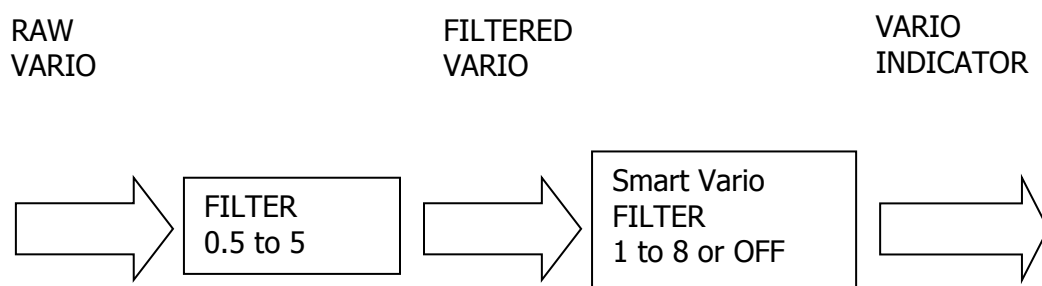 RAW
VARIO
FILTERED
VARIO
VARIO
INDICATOR
FILTER
0.5 to 5
Smart Vario
FILTER
1 to 8 or OFF